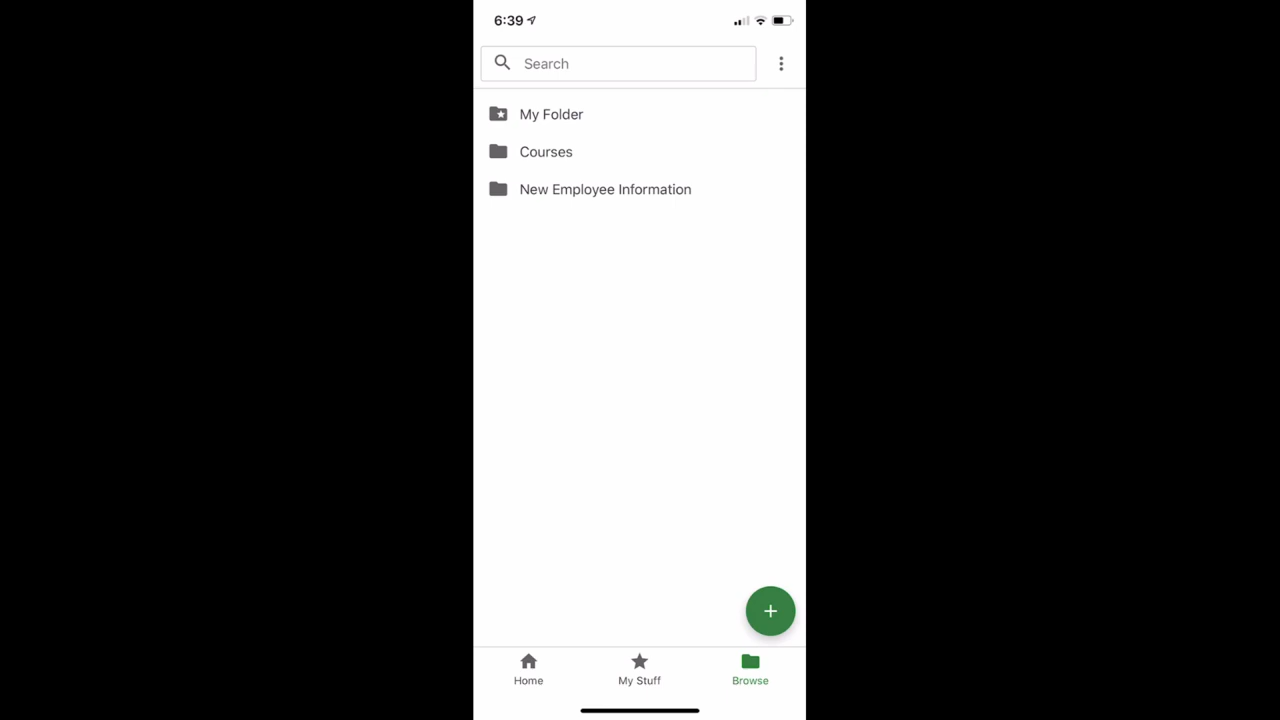 6:39
Search
My Folder
Courses
New Employee Information
Home
My Stuff
Browse